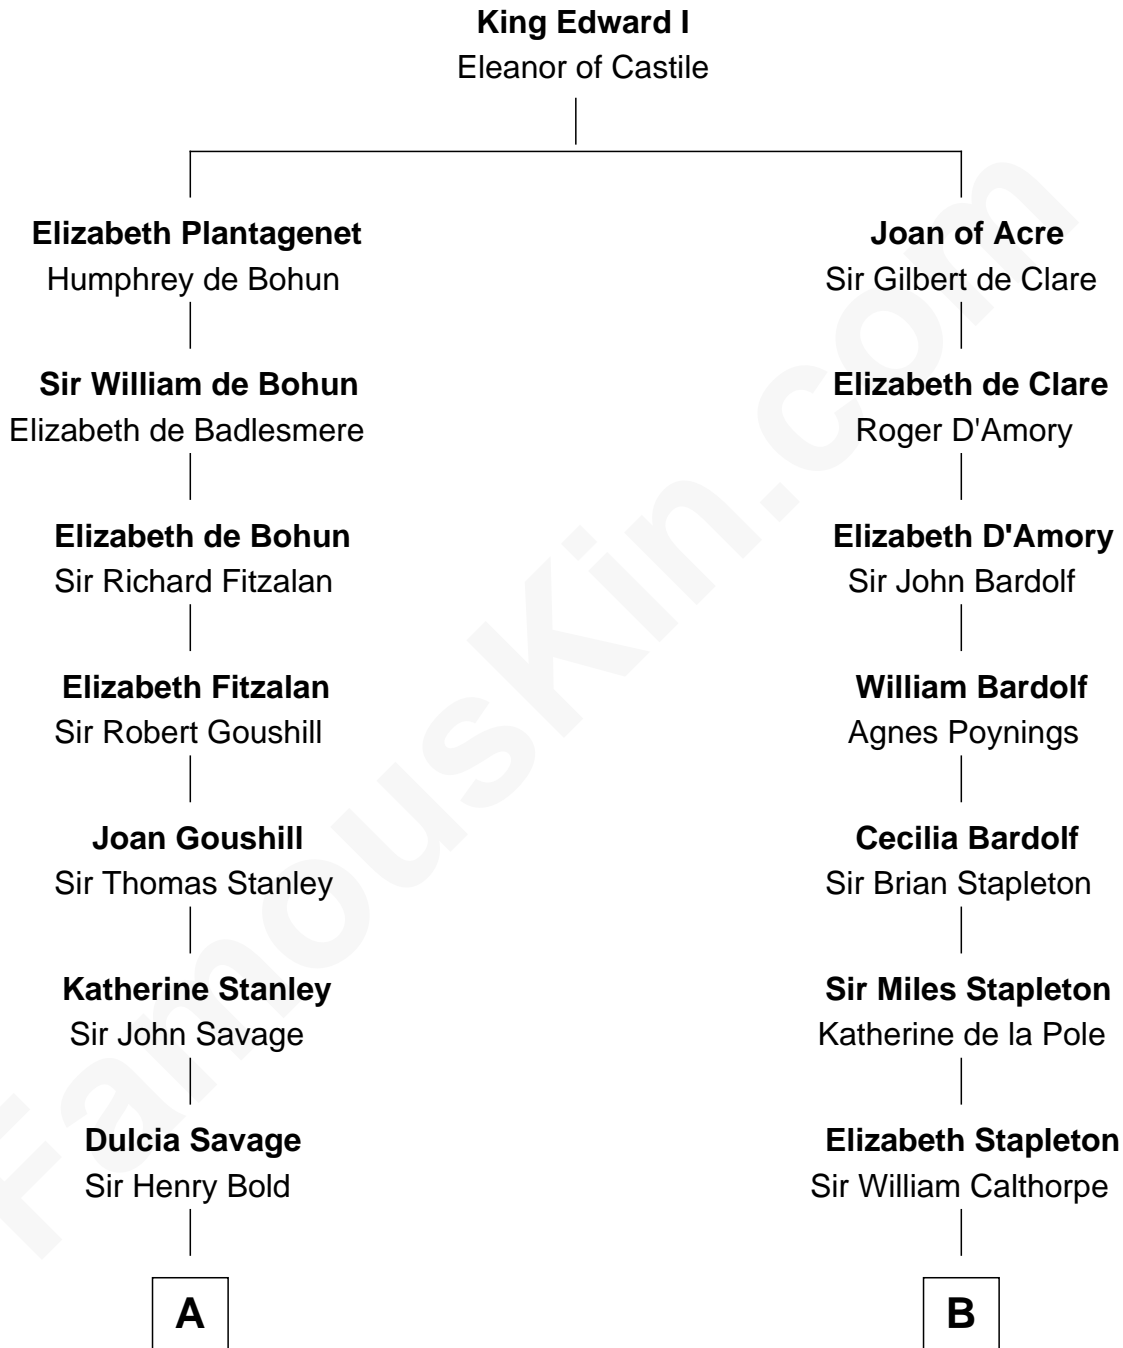 King Edward I
Eleanor of Castile
Elizabeth Plantagenet
Humphrey de Bohun
Sir William de Bohun
Elizabeth de Badlesmere
Elizabeth de Bohun
Sir Richard Fitzalan
Elizabeth Fitzalan
Sir Robert Goushill
Joan Goushill
Sir Thomas Stanley
Katherine Stanley
Sir John Savage
Dulcia Savage
Sir Henry Bold
A
Joan of Acre
Sir Gilbert de Clare
Elizabeth de Clare
Roger D'Amory
Elizabeth D'Amory
Sir John Bardolf
William Bardolf
Agnes Poynings
Cecilia Bardolf
Sir Brian Stapleton
Sir Miles Stapleton
Katherine de la Pole
Elizabeth Stapleton
Sir William Calthorpe
B
FamousKin.com